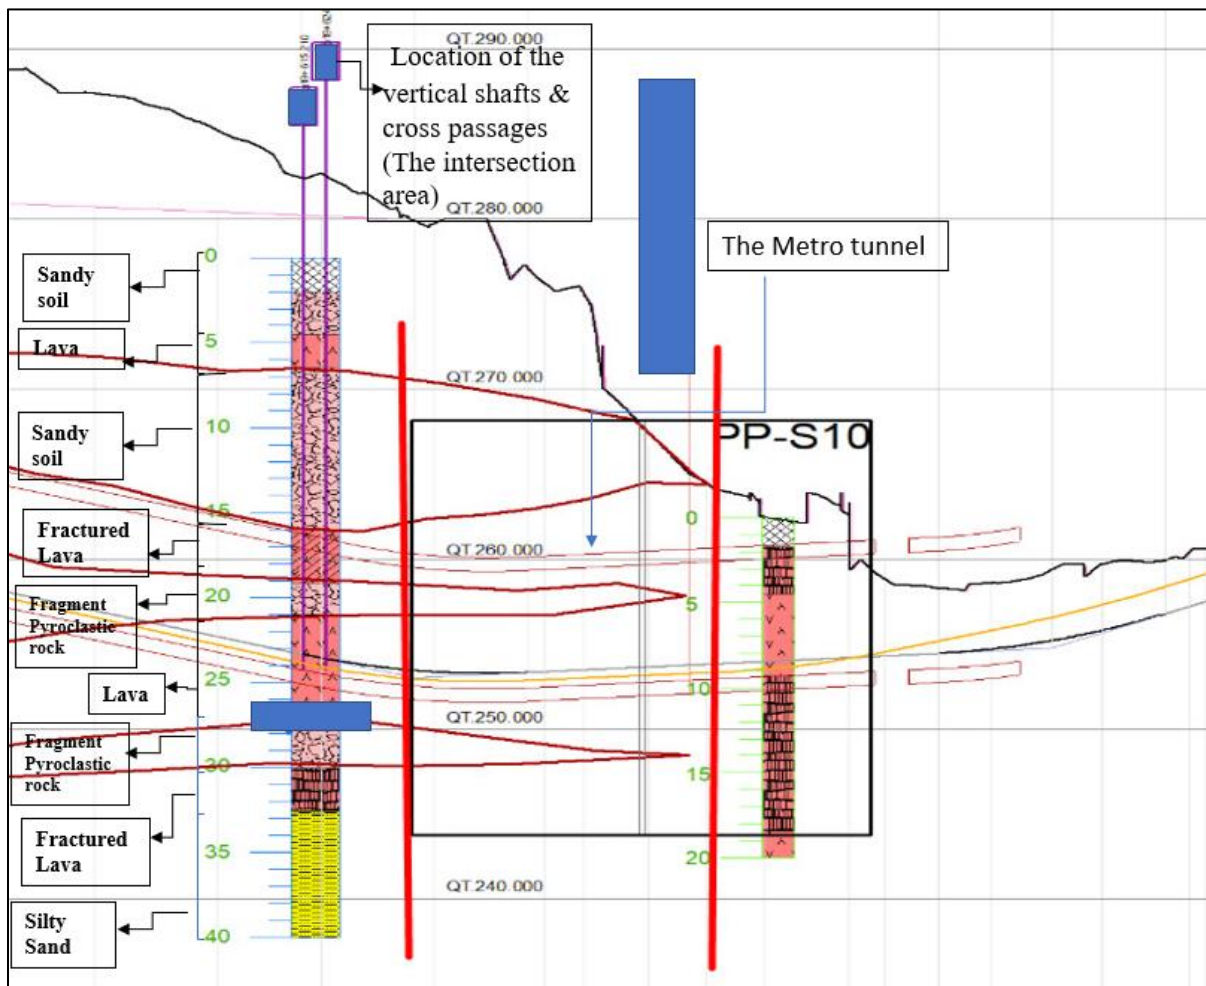 QT.290.000
Location of the
vertical shafts &
cross passages
(The intersection
area)
QT.280.000
The Metro tunnel
0
Sandy
soil
5
Lava
QT.270.000
10
Sandy
soil
PP-S10
15
0
Fractured
Lava
QT.260.000
20
5
Fragment
Pyroclastic
rock
25
10
Lava
QT.250.000
Fragment
Pyroclastic
rock
30
15
Fractured
Lava
35
20
QT.240.000
Silty
Sand
40